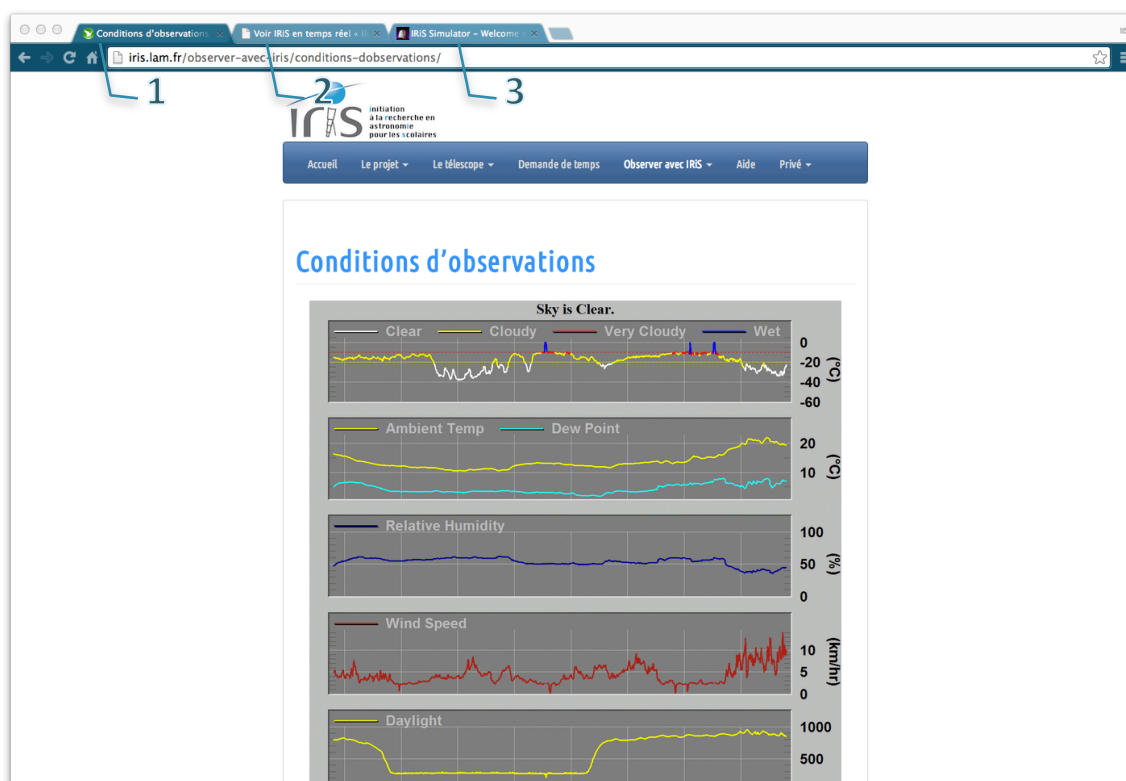 Conditions d'observations
Voir IRiS en temps réel « I
IRiS Simulator – Welcome
iris.lam.fr/observer-avec-iris/conditions-dobservations/
1
2
3
IRiS
initiation
à la recherche en
astronomie
pour les scolaires
Accueil Le projet Le télescope Demande de temps Observer avec IRiS Aide Privé
Conditions d'observations
Sky is Clear.
Clear Cloudy Very Cloudy Wet
0
-20
-40
-60
(°C)
Ambient Temp Dew Point
20
10
(°C)
Relative Humidity
100
50
0
(%)
Wind Speed
10
5
0
(km/hr)
Daylight
1000
500